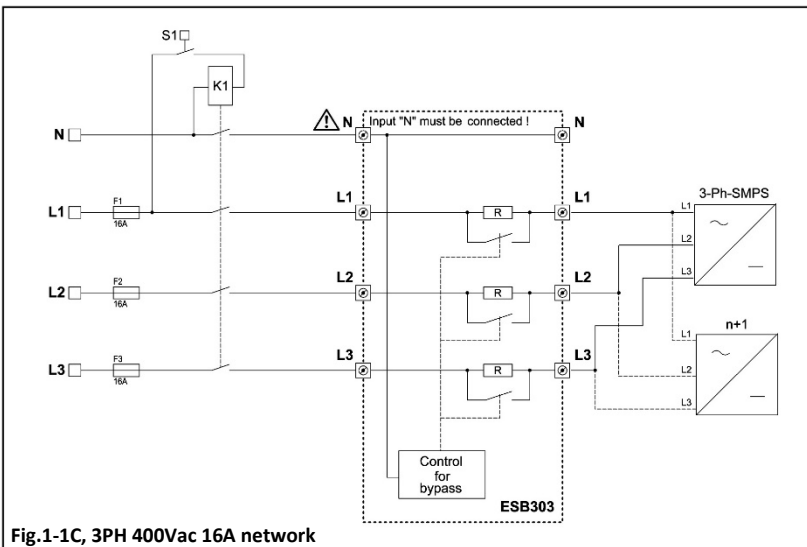 S1
K1
N
N
Input "N" must be connected !
N
L1
F1
16A
L1
R
L1
3-Ph-SMPS
L1
L2
L3
L2
F2
16A
L2
R
L2
n+1
L1
L2
L3
L3
F3
16A
L3
R
L3
Control
for
bypass
ESB303
Fig.1-1C, 3PH 400Vac 16A network